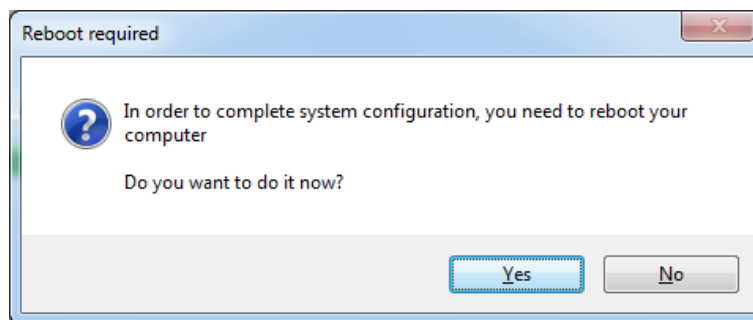 Reboot required
In order to complete system configuration, you need to reboot your
computer
Do you want to do it now?
Yes
No